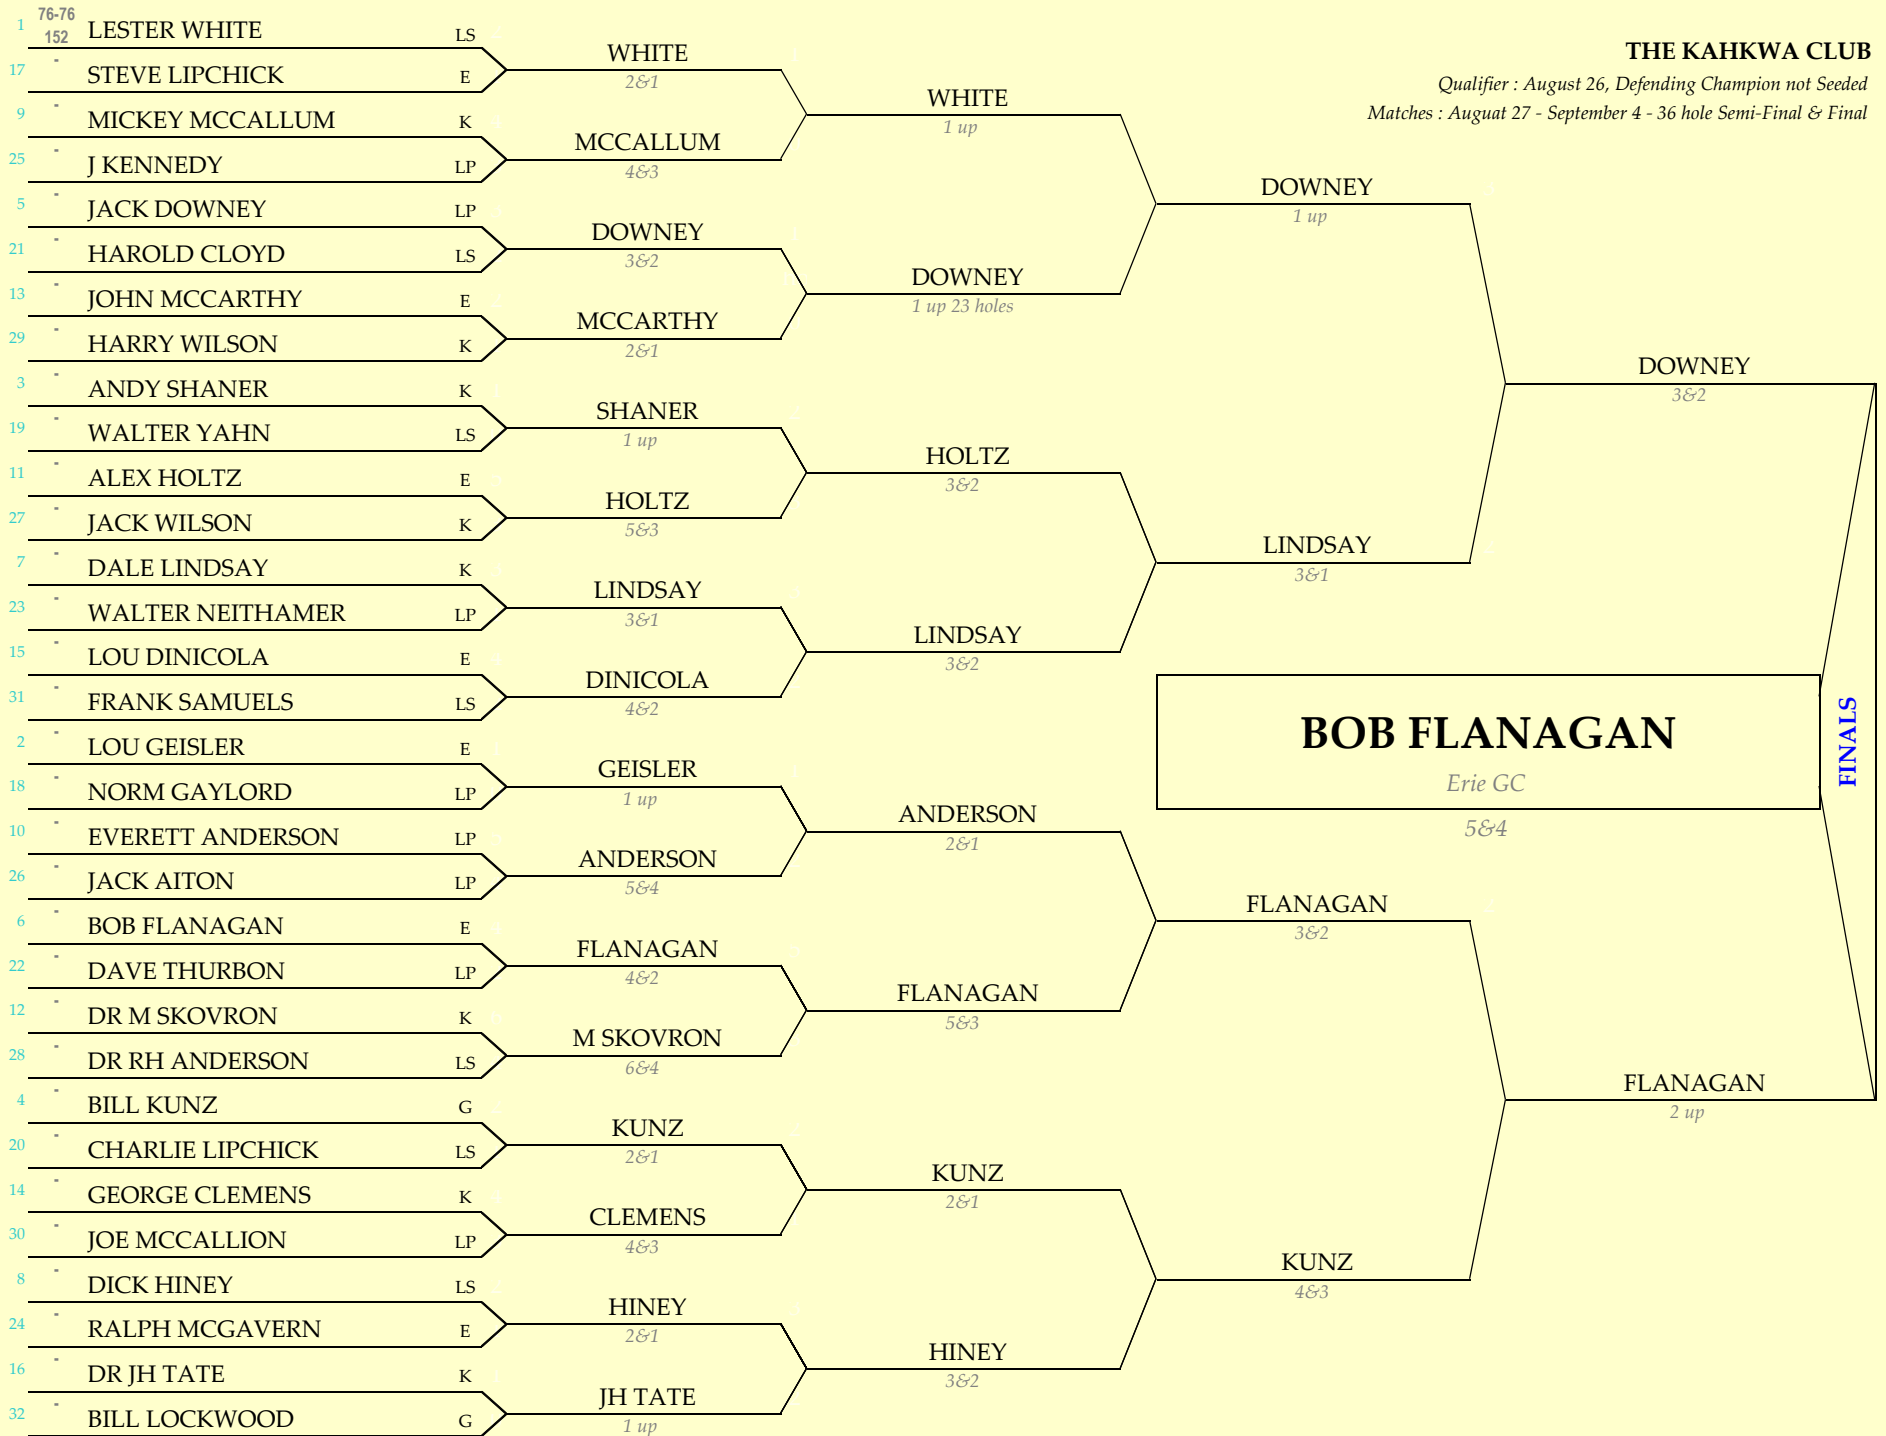 THE KAHKWA CLUB
Qualifier : August 26, Defending Champion not Seeded
Matches : Auguat 27 - September 4 - 36 hole Semi-Final & Final
76-76
152
1 LESTER WHITE LS
17 - STEVE LIPCHICK E
9 - MICKEY MCCALLUM K
25 - J KENNEDY LP
5 - JACK DOWNEY LP
21 - HAROLD CLOYD LS
13 - JOHN MCCARTHY E
29 - HARRY WILSON K
3 - ANDY SHANER K
19 - WALTER YAHN LS
11 - ALEX HOLTZ E
27 - JACK WILSON K
7 - DALE LINDSAY K
23 - WALTER NEITHAMER LP
15 - LOU DINICOLA E
31 - FRANK SAMUELS LS
2 - LOU GEISLER E
18 - NORM GAYLORD LP
10 - EVERETT ANDERSON LP
26 - JACK AITON LP
6 - BOB FLANAGAN E
22 - DAVE THURBON LP
12 - DR M SKOVRON K
28 - DR RH ANDERSON LS
4 - BILL KUNZ G
20 - CHARLIE LIPCHICK LS
14 - GEORGE CLEMENS K
30 - JOE MCCALLION LP
8 - DICK HINEY LS
24 - RALPH MCGAVERN E
16 - DR JH TATE K
32 - BILL LOCKWOOD G
WHITE
2&1
MCCALLUM
4&3
DOWNEY
3&2
MCCARTHY
2&1
SHANER
1 up
HOLTZ
5&3
LINDSAY
3&1
DINICOLA
4&2
GEISLER
1 up
ANDERSON
5&4
FLANAGAN
4&2
M SKOVRON
6&4
KUNZ
2&1
CLEMENS
4&3
HINEY
2&1
JH TATE
1 up
WHITE
1 up
DOWNEY
1 up 23 holes
HOLTZ
3&2
LINDSAY
3&2
ANDERSON
2&1
FLANAGAN
5&3
KUNZ
2&1
HINEY
3&2
DOWNEY
1 up
LINDSAY
3&1
FLANAGAN
3&2
KUNZ
4&3
DOWNEY
3&2
FLANAGAN
2 up
BOB FLANAGAN
Erie GC
5&4
FINALS